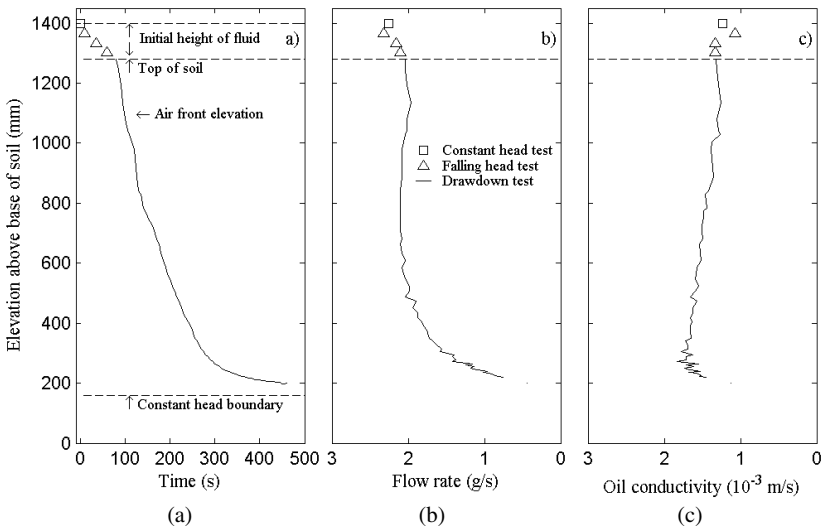 1400
1200
1000
800
600
400
200
0
Elevation above base of soil (mm)
Initial height of fluid
a)
Top of soil
Air front elevation
Constant head boundary
0 100 200 300 400 500
Time (s)
(a)
b)
Constant head test
Falling head test
Drawdown test
3 2 1 0
Flow rate (g/s)
(b)
c)
3 2 1 0
Oil conductivity (10-3 m/s)
(c)